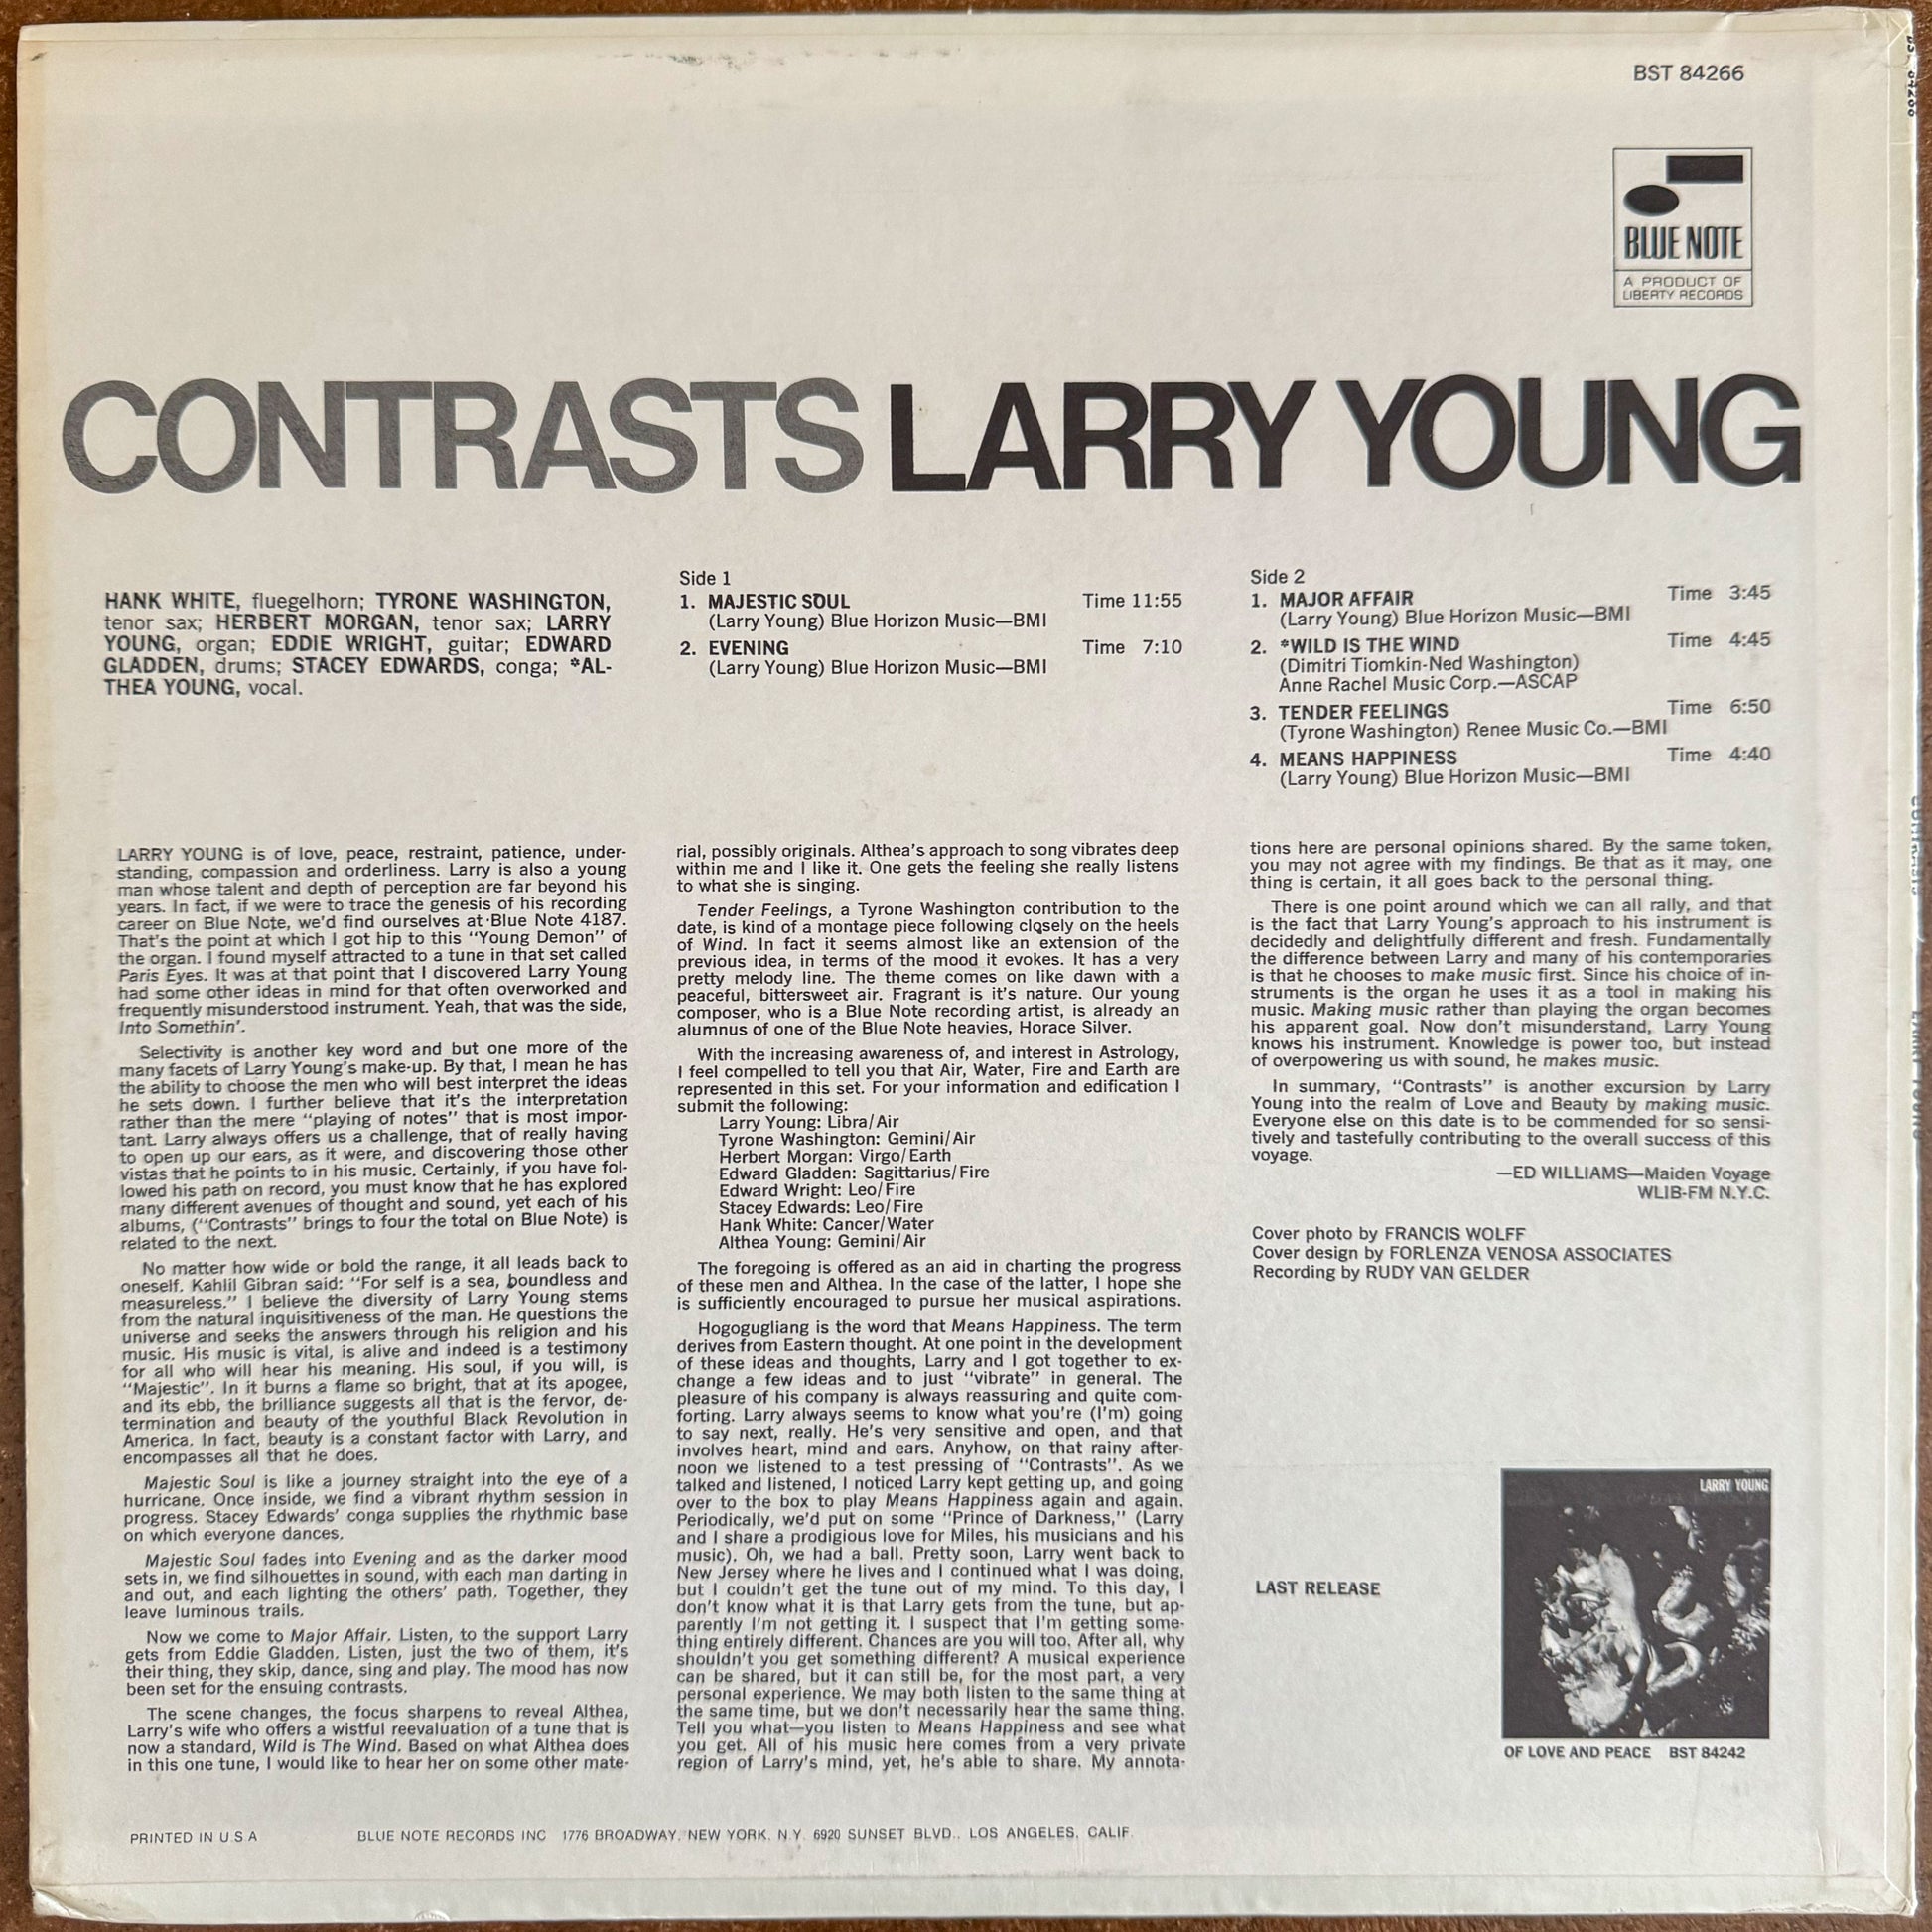 BST 84266
BLUE NOTE
A PRODUCT OF
LIBERTY RECORDS
CONTRASTS LARRY YOUNG
HANK WHITE, fluegelhorn; TYRONE WASHINGTON,
tenor sax; HERBERT MORGAN, tenor sax; LARRY
YOUNG, organ; EDDIE WRIGHT, guitar; EDWARD
GLADDEN, drums; STACEY EDWARDS, conga; *AL-
THEA YOUNG, vocal.
Side 1
1. MAJESTIC SOUL Time 11:55
(Larry Young) Blue Horizon Music—BMI
2. EVENING Time 7:10
(Larry Young) Blue Horizon Music—BMI
Side 2
1. MAJOR AFFAIR Time 3:45
(Larry Young) Blue Horizon Music—BMI
2. *WILD IS THE WIND Time 4:45
(Dimitri Tiomkin-Ned Washington)
Anne Rachel Music Corp.—ASCAP
3. TENDER FEELINGS Time 6:50
(Tyrone Washington) Renee Music Co.—BMI
4. MEANS HAPPINESS Time 4:40
(Larry Young) Blue Horizon Music—BMI
LARRY YOUNG is of love, peace, restraint, patience, under-
standing, compassion and orderliness. Larry is also a young
man whose talent and depth of perception are far beyond his
years. In fact, if we were to trace the genesis of his recording
career on Blue Note, we'd find ourselves at Blue Note 4187.
That's the point at which I got hip to this "Young Demon" of
the organ. I found myself attracted to a tune in that set called
Paris Eyes. It was at that point that I discovered Larry Young
had some other ideas in mind for that often overworked and
frequently misunderstood instrument. Yeah, that was the side,
Into Somethin'.
Selectivity is another key word and but one more of the
many facets of Larry Young's make-up. By that, I mean he has
the ability to choose the men who will best interpret the ideas
he sets down. I further believe that it's the interpretation
rather than the mere "playing of notes" that is most impor-
tant. Larry always offers us a challenge, that of really having
to open up our ears, as it were, and discovering those other
vistas that he points to in his music. Certainly, if you have fol-
lowed his path on record, you must know that he has explored
many different avenues of thought and sound, yet each of his
albums, ("Contrasts" brings to four the total on Blue Note) is
related to the next.
No matter how wide or bold the range, it all leads back to
oneself. Kahlil Gibran said: "For self is a sea, boundless and
measureless." I believe the diversity of Larry Young stems
from the natural inquisitiveness of the man. He questions the
universe and seeks the answers through his religion and his
music. His music is vital, is alive and indeed is a testimony
for all who will hear his meaning. His soul, if you will, is
"Majestic". In it burns a flame so bright, that at its apogee,
and its ebb, the brilliance suggests all that is the fervor, de-
termination and beauty of the youthful Black Revolution in
America. In fact, beauty is a constant factor with Larry, and
encompasses all that he does.
Majestic Soul is like a journey straight into the eye of a
hurricane. Once inside, we find a vibrant rhythm session in
progress. Stacey Edwards' conga supplies the rhythmic base
on which everyone dances.
Majestic Soul fades into Evening and as the darker mood
sets in, we find silhouettes in sound, with each man darting in
and out, and each lighting the others' path. Together, they
leave luminous trails.
Now we come to Major Affair. Listen, to the support Larry
gets from Eddie Gladden. Listen, just the two of them, it's
their thing, they skip, dance, sing and play. The mood has now
been set for the ensuing contrasts.
The scene changes, the focus sharpens to reveal Althea,
Larry's wife who offers a wistful reevaluation of a tune that is
now a standard, Wild is The Wind. Based on what Althea does
in this one tune, I would like to hear her on some other mate-
rial, possibly originals. Althea's approach to song vibrates deep
within me and I like it. One gets the feeling she really listens
to what she is singing.
Tender Feelings, a Tyrone Washington contribution to the
date, is kind of a montage piece following closely on the heels
of Wind. In fact it seems almost like an extension of the
previous idea, in terms of the mood it evokes. It has a very
pretty melody line. The theme comes on like dawn with a
peaceful, bittersweet air. Fragrant is it's nature. Our young
composer, who is a Blue Note recording artist, is already an
alumnus of one of the Blue Note heavies, Horace Silver.
With the increasing awareness of, and interest in Astrology,
I feel compelled to tell you that Air, Water, Fire and Earth are
represented in this set. For your information and edification I
submit the following:
Larry Young: Libra/Air
Tyrone Washington: Gemini/Air
Herbert Morgan: Virgo/Earth
Edward Gladden: Sagittarius/Fire
Edward Wright: Leo/Fire
Stacey Edwards: Leo/Fire
Hank White: Cancer/Water
Althea Young: Gemini/Air
The foregoing is offered as an aid in charting the progress
of these men and Althea. In the case of the latter, I hope she
is sufficiently encouraged to pursue her musical aspirations.
Hogogugliang is the word that Means Happiness. The term
derives from Eastern thought. At one point in the development
of these ideas and thoughts, Larry and I got together to ex-
change a few ideas and to just "vibrate" in general. The
pleasure of his company is always reassuring and quite com-
forting. Larry always seems to know what you're (I'm) going
to say next, really. He's very sensitive and open, and that
involves heart, mind and ears. Anyhow, on that rainy after-
noon we listened to a test pressing of "Contrasts". As we
talked and listened, I noticed Larry kept getting up, and going
over to the box to play Means Happiness again and again.
Periodically, we'd put on some "Prince of Darkness," (Larry
and I share a prodigious love for Miles, his musicians and his
music). Oh, we had a ball. Pretty soon, Larry went back to
New Jersey where he lives and I continued what I was doing,
but I couldn't get the tune out of my mind. To this day, I
don't know what it is that Larry gets from the tune, but ap-
parently I'm not getting it. I suspect that I'm getting some-
thing entirely different. Chances are you will too. After all, why
shouldn't you get something different? A musical experience
can be shared, but it can still be, for the most part, a very
personal experience. We may both listen to the same thing at
the same time, but we don't necessarily hear the same thing.
Tell you what—you listen to Means Happiness and see what
you get. All of his music here comes from a very private
region of Larry's mind, yet, he's able to share. My annota-
tions here are personal opinions shared. By the same token,
you may not agree with my findings. Be that as it may, one
thing is certain, it all goes back to the personal thing.
There is one point around which we can all rally, and that
is the fact that Larry Young's approach to his instrument is
decidedly and delightfully different and fresh. Fundamentally
the difference between Larry and many of his contemporaries
is that he chooses to make music first. Since his choice of in-
struments is the organ he uses it as a tool in making his
music. Making music rather than playing the organ becomes
his apparent goal. Now don't misunderstand, Larry Young
knows his instrument. Knowledge is power too, but instead
of overpowering us with sound, he makes music.
In summary, "Contrasts" is another excursion by Larry
Young into the realm of Love and Beauty by making music.
Everyone else on this date is to be commended for so sensi-
tively and tastefully contributing to the overall success of this
voyage.
—ED WILLIAMS—Maiden Voyage
WLIB-FM N.Y.C.
Cover photo by FRANCIS WOLFF
Cover design by FORLENZA VENOSA ASSOCIATES
Recording by RUDY VAN GELDER
LARRY YOUNG
LAST RELEASE
OF LOVE AND PEACE BST 84242
PRINTED IN U.S.A BLUE NOTE RECORDS INC 1776 BROADWAY, NEW YORK, N.Y. 6920 SUNSET BLVD., LOS ANGELES, CALIF.